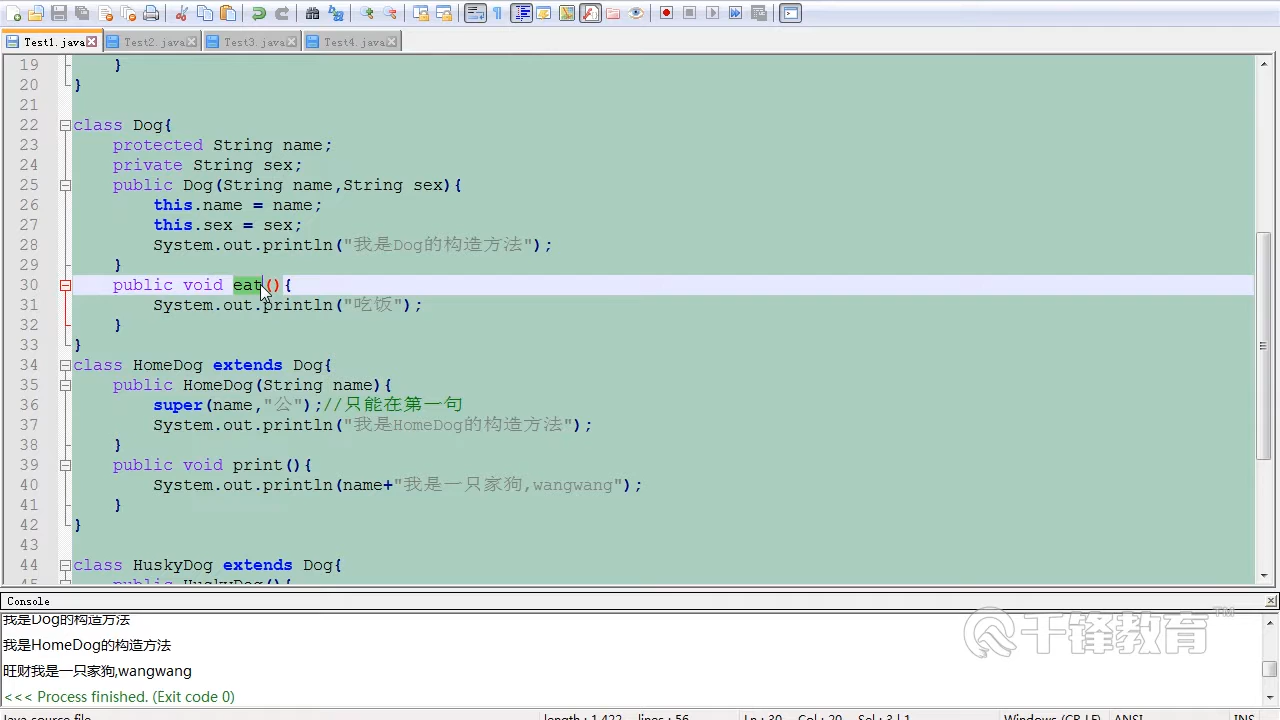 Test1.java
Test2.java
Test3.java
Test4.java
19 }
20 }
21
22 class Dog{
23 protected String name;
24 private String sex;
25 public Dog(String name,String sex){
26 this.name = name;
27 this.sex = sex;
28 System.out.println("我是Dog的构造方法");
29 }
30 public void eat(){
31 System.out.println("吃饭");
32 }
33 }
34 class HomeDog extends Dog{
35 public HomeDog(String name){
36 super(name,"公");//只能在第一句
37 System.out.println("我是HomeDog的构造方法");
38 }
39 public void print(){
40 System.out.println(name+"我是一只家狗,wangwang");
41 }
42 }
43
44 class HuskyDog extends Dog{
45 public HuskyDog(){
Console
我是Dog的构造方法
我是HomeDog的构造方法
旺财我是一只家狗,wangwang
<<< Process finished. (Exit code 0)
千锋教育™
Java source file length : 1,422 lines : 56 Ln : 30 Col : 20 Sel : 3 | 1 Windows (CR LF) ANSI INS